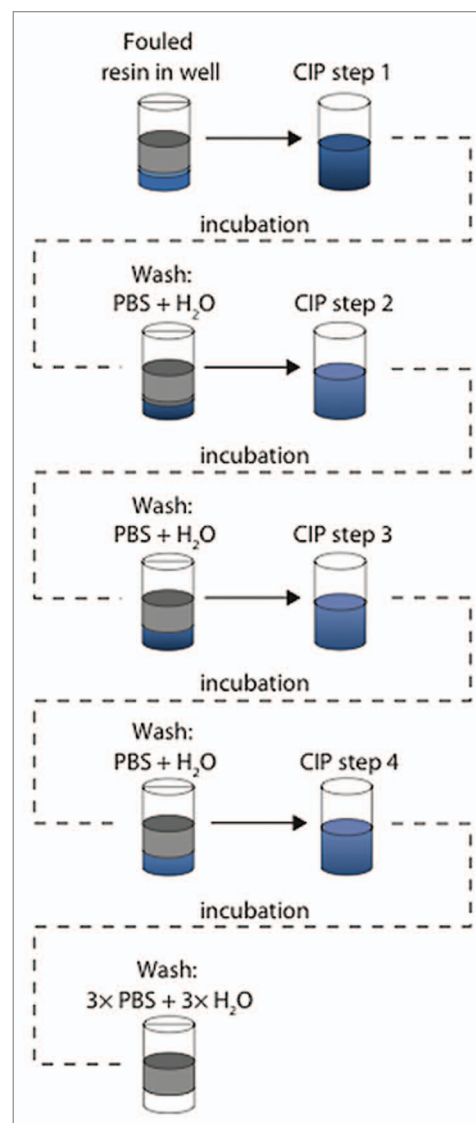 Fouled
resin in well
CIP step 1
incubation
Wash:
PBS + H₂O
CIP step 2
incubation
Wash:
PBS + H₂O
CIP step 3
incubation
Wash:
PBS + H₂O
CIP step 4
incubation
Wash:
3× PBS + 3× H₂O